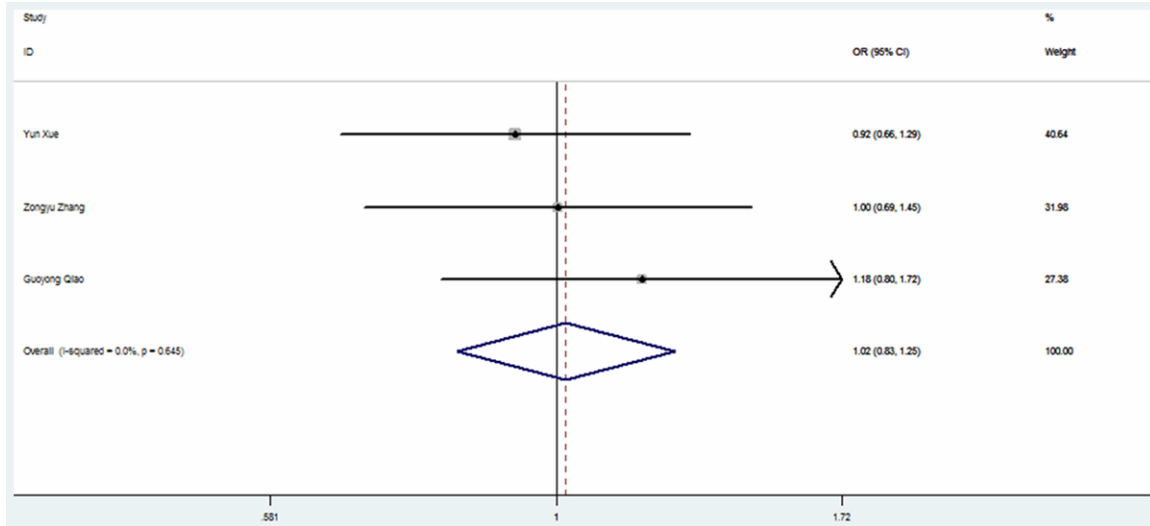 Study %
ID OR (95% CI) Weight
Yun Xue 0.92 (0.66, 1.29) 40.64
Zongyu Zhang 1.00 (0.69, 1.45) 31.98
Guoyong Qiao 1.18 (0.80, 1.72) 27.38
Overall (I-squared = 0.0%, p = 0.645) 1.02 (0.83, 1.25) 100.00
.581 1 1.72